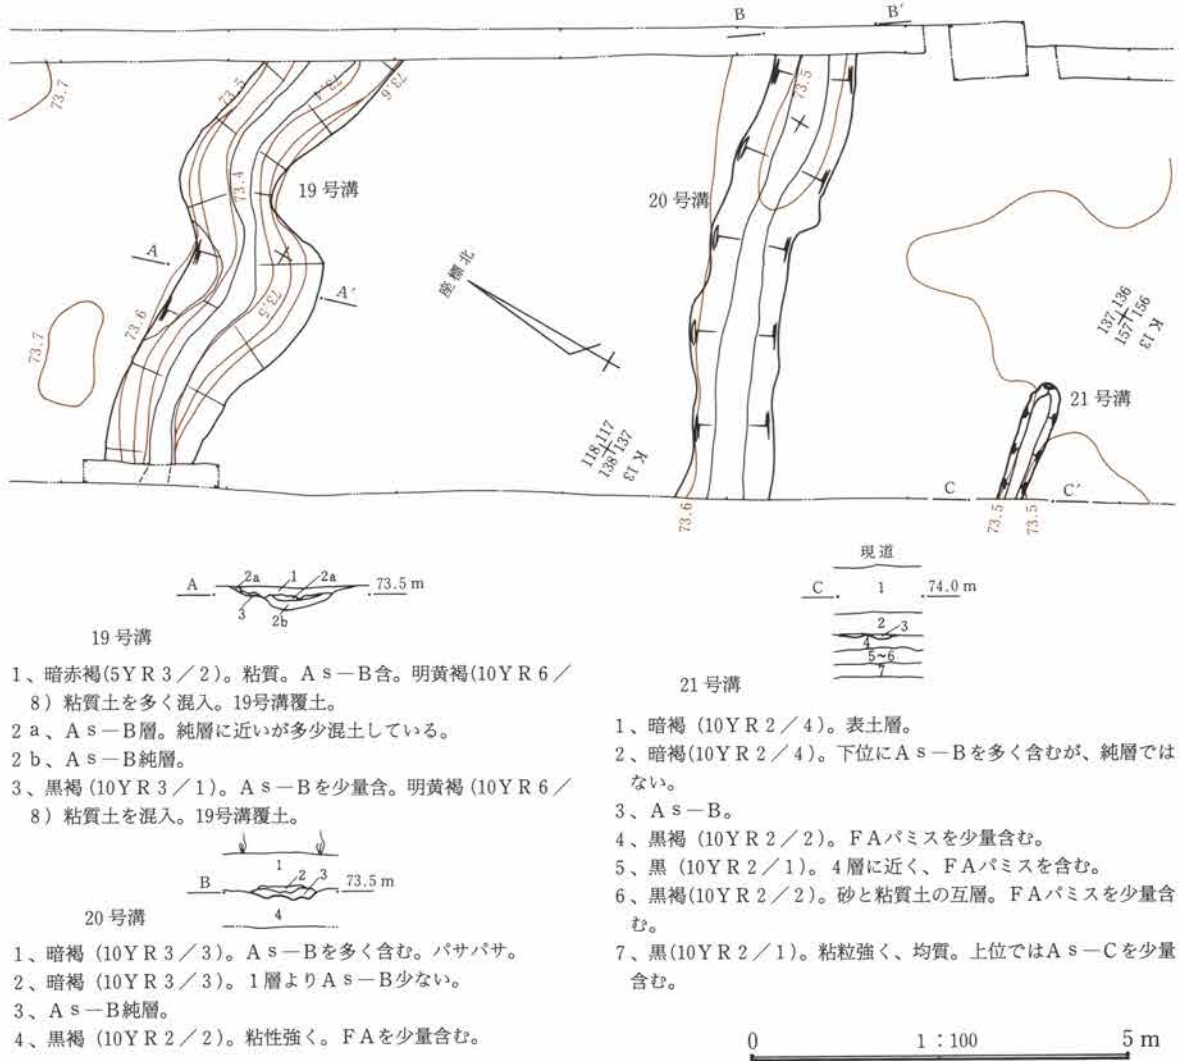 B
B′
73.7
73.5
73.4
73.6
73.5
73.4
19 号溝
20 号溝
A
A′
73.5
座標北
73.6
73.7
137 136
157 156
K 13
21 号溝
118 117
138 137
K 13
C
C′
73.6
73.5
73.5
A
2a
1
2a
73.5 m
3
2b
19 号溝
1、暗赤褐(5YR 3／2)。粘質。Aｓ－B含。明黄褐(10YR 6／
8）粘質土を多く混入。19号溝覆土。
2 a、Aｓ－B層。純層に近いが多少混土している。
2 b、Aｓ－B純層。
3、黒褐 (10YR 3／1)。Aｓ－Bを少量含。明黄褐 (10YR 6／
8）粘質土を混入。19号溝覆土。
1
B
2
3
73.5 m
20 号溝
4
1、暗褐 (10YR 3／3)。Aｓ－Bを多く含む。パサパサ。
2、暗褐 (10YR 3／3)。1層よりAｓ－B少ない。
3、Aｓ－B純層。
4、黒褐 (10YR 2／2)。粘性強く。FAを少量含む。
現道
C
1
74.0 m
2
3
4
5~6
7
21 号溝
1、暗褐 (10YR 2／4)。表土層。
2、暗褐(10YR 2／4)。下位にAｓ－Bを多く含むが、純層では
ない。
3、Aｓ－B。
4、黒褐 (10YR 2／2)。FAパミスを少量含む。
5、黒 (10YR 2／1)。4層に近く、FAパミスを含む。
6、黒褐(10YR 2／2)。砂と粘質土の互層。FAパミスを少量含
む。
7、黒(10YR 2／1)。粘粒強く、均質。上位ではAｓ－Cを少量
含む。
0 1：100 5 m